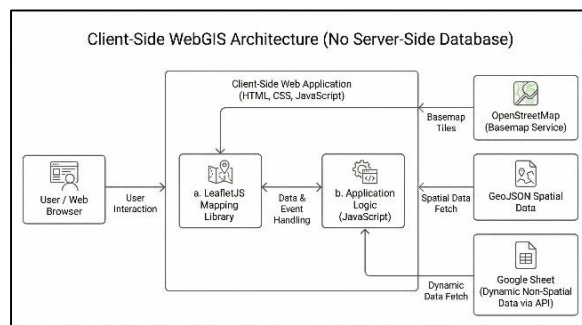 Client-Side WebGIS Architecture (No Server-Side Database)
Client-Side Web Application
(HTML, CSS, JavaScript)
User / Web
Browser
User
Interaction
a. LeafletJS
Mapping
Library
Data &
Event
Handling
b. Application
Logic
(JavaScript)
Basemap
Tiles
OpenStreetMap
(Basemap Service)
Spatial Data
Fetch
GeoJSON Spatial
Data
Dynamic
Data Fetch
Google Sheet
(Dynamic Non-Spatial
Data via API)